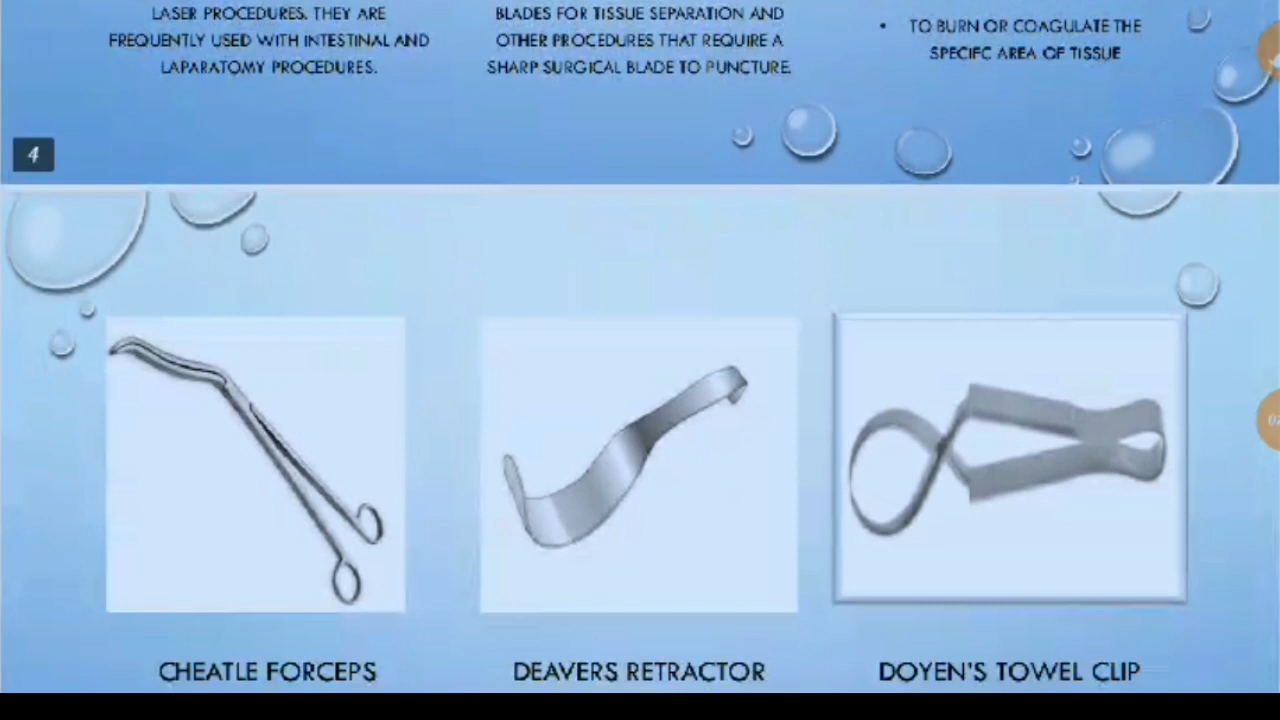 LASER PROCEDURES. THEY ARE
FREQUENTLY USED WITH INTESTINAL AND
LAPARATOMY PROCEDURES.
BLADES FOR TISSUE SEPARATION AND
OTHER PROCEDURES THAT REQUIRE A
SHARP SURGICAL BLADE TO PUNCTURE.
• TO BURN OR COAGULATE THE
SPECIFC AREA OF TISSUE
4
CHEATLE FORCEPS
DEAVERS RETRACTOR
DOYEN'S TOWEL CLIP